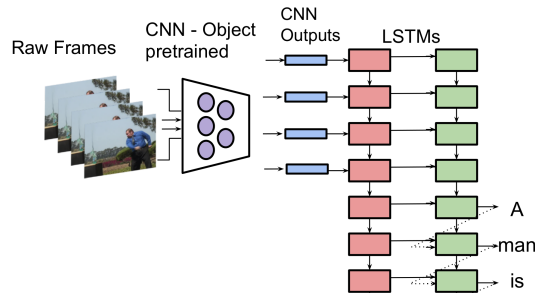 Raw Frames
CNN - Object
pretrained
CNN
Outputs
LSTMs
A
man
is